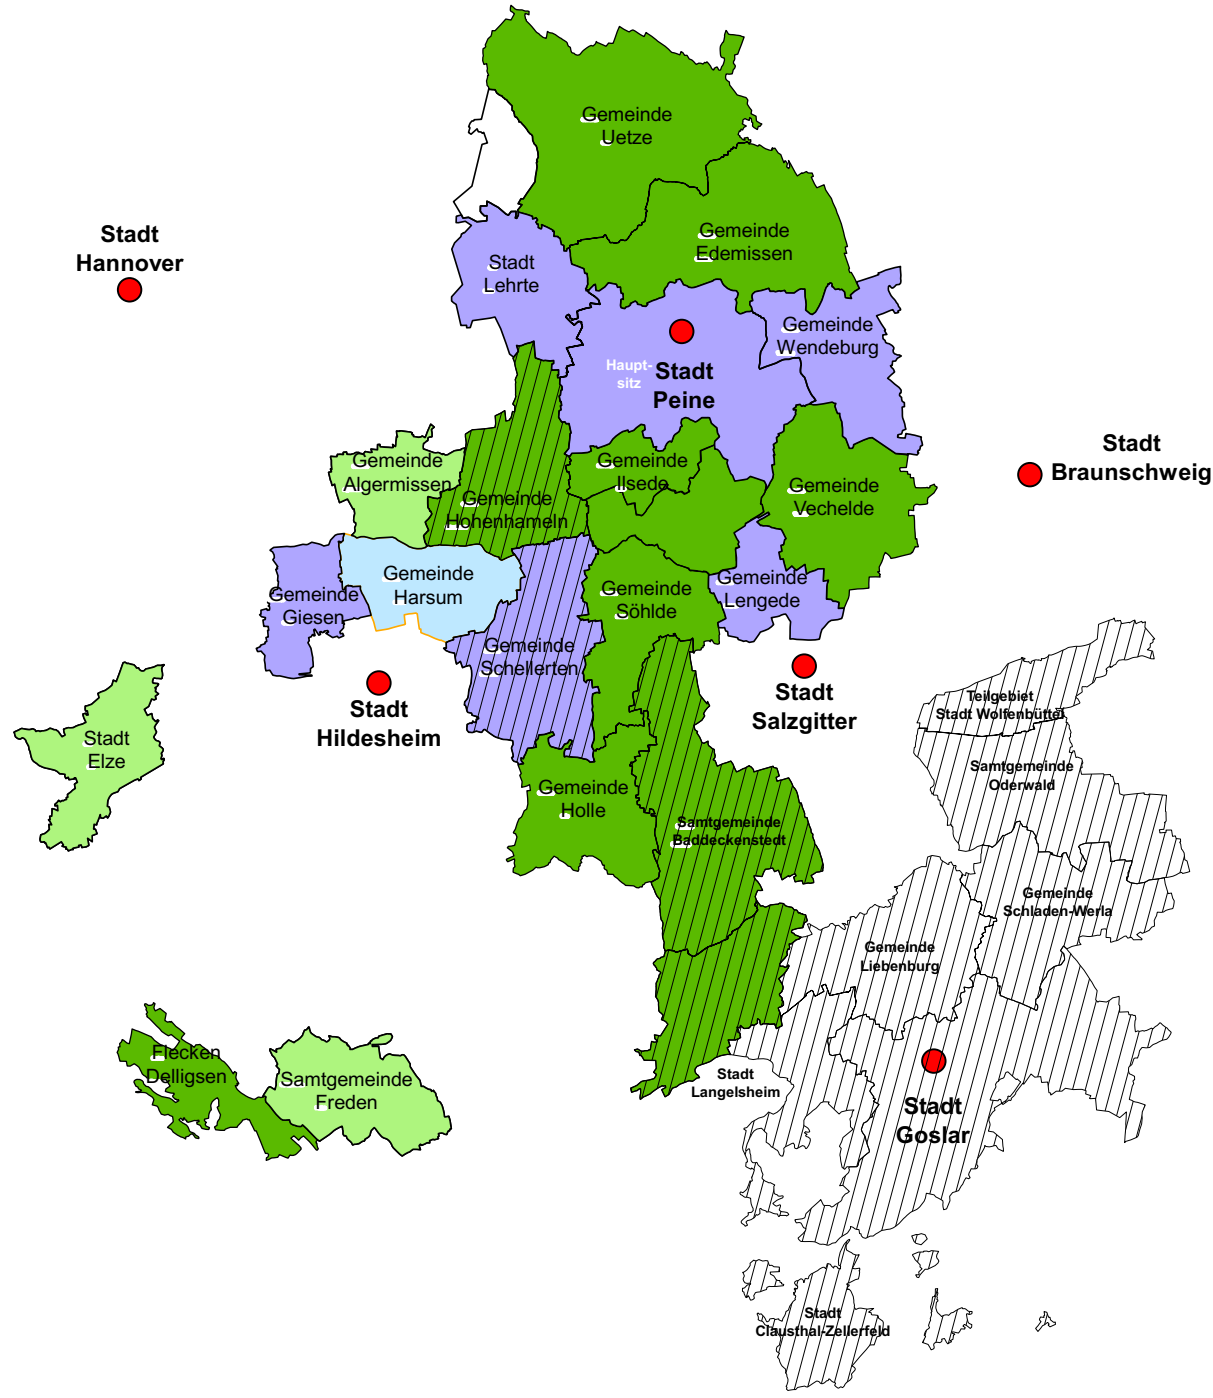 Gemeinde
Uetze
Stadt
Hannover
Gemeinde
Edemissen
Stadt
Lehrte
Gemeinde
Wendeburg
Haupt-
sitz
Stadt
Peine
Stadt
Braunschweig
Gemeinde
Algermissen
Gemeinde
Ilsede
Gemeinde
Vechelde
Gemeinde
Hohenhameln
Gemeinde
Harsum
Gemeinde
Giesen
Gemeinde
Söhlde
Gemeinde
Lengede
Gemeinde
Schellerten
Stadt
Hildesheim
Stadt
Salzgitter
Teilgebiet
Stadt Wolfenbüttel
Stadt
Elze
Samtgemeinde
Oderwald
Gemeinde
Holle
Samtgemeinde
Baddeckenstedt
Gemeinde
Schladen-Werla
Gemeinde
Liebenburg
Flecken
Delligsen
Samtgemeinde
Freden
Stadt
Langelsheim
Stadt
Goslar
Stadt
Clausthal-Zellerfeld